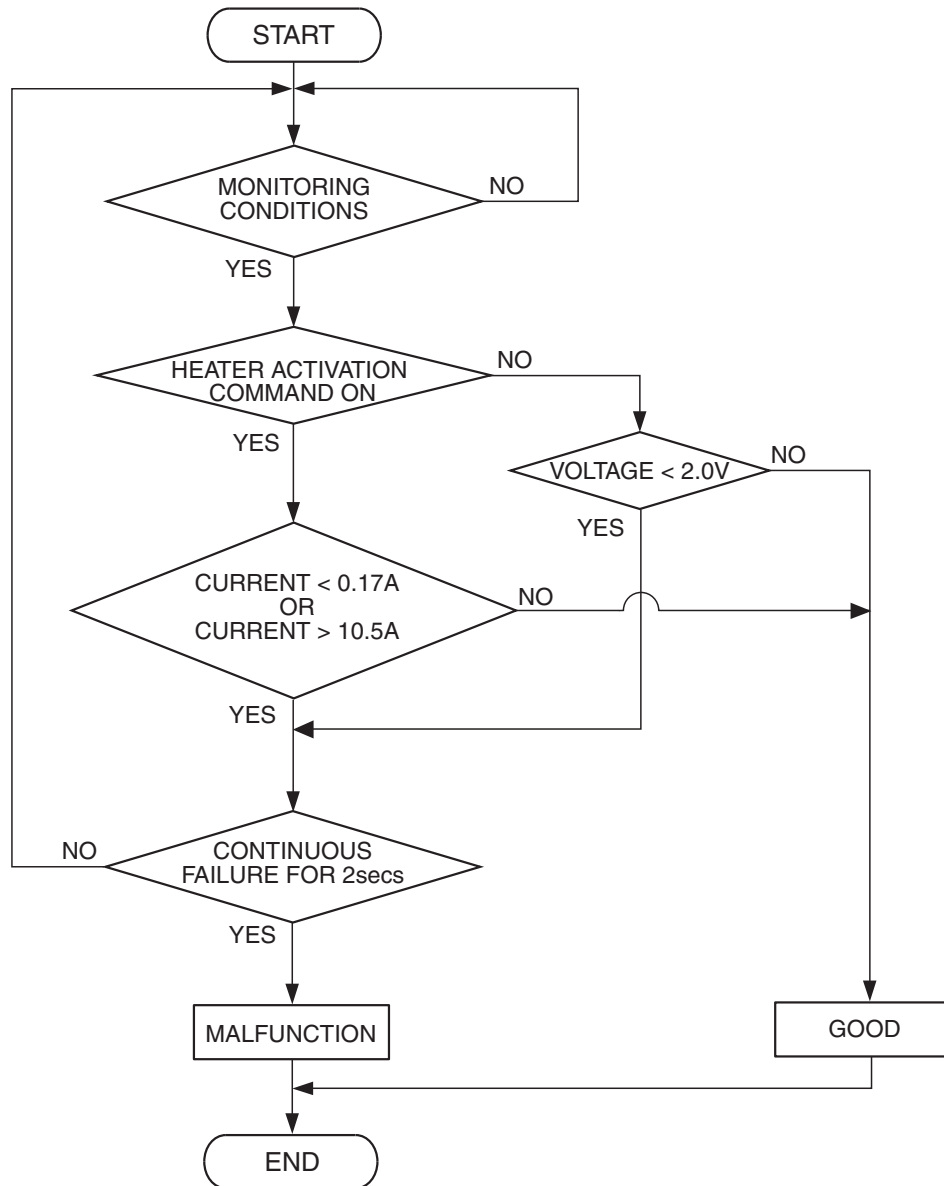 START
MONITORING
CONDITIONS
NO
YES
HEATER ACTIVATION
COMMAND ON
NO
YES
VOLTAGE < 2.0V
NO
YES
CURRENT < 0.17A
OR
CURRENT > 10.5A
NO
YES
CONTINUOUS
FAILURE FOR 2secs
NO
YES
MALFUNCTION
GOOD
END